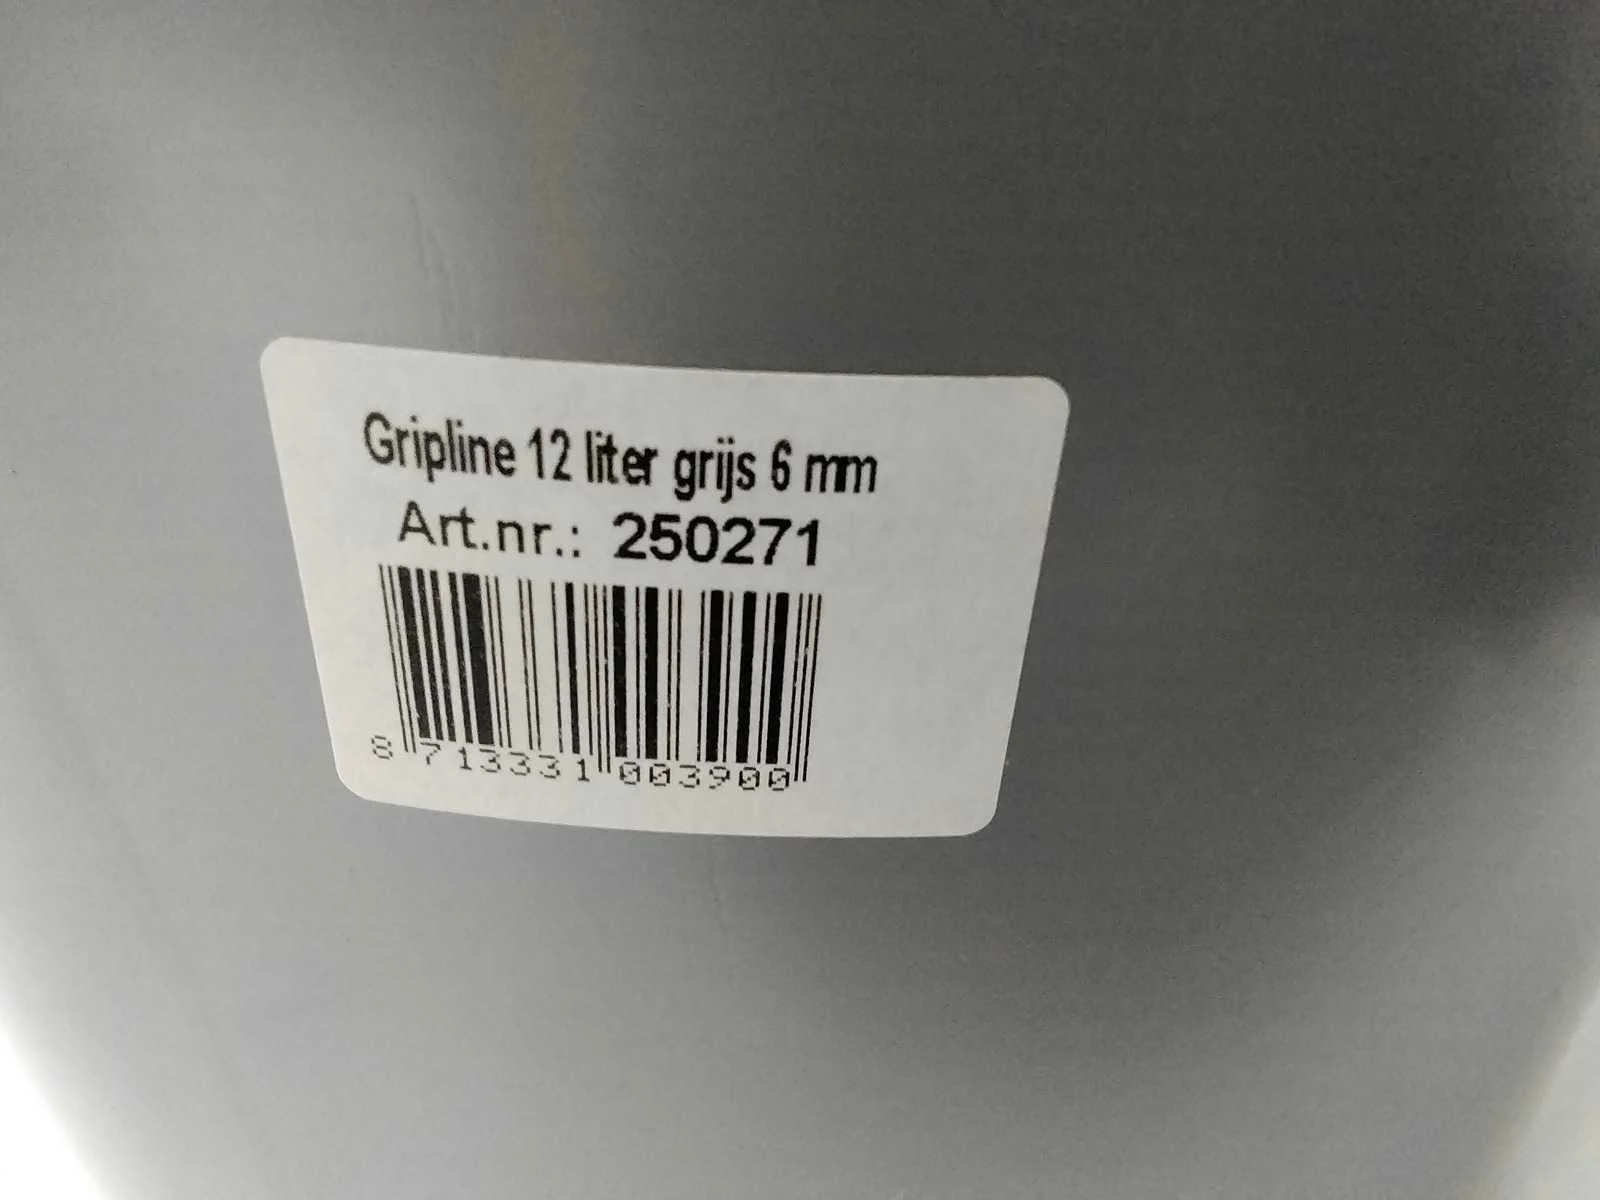 Gripline 12 liter grijs 6 mm
Art.nr.: 250271
8 713331 003900